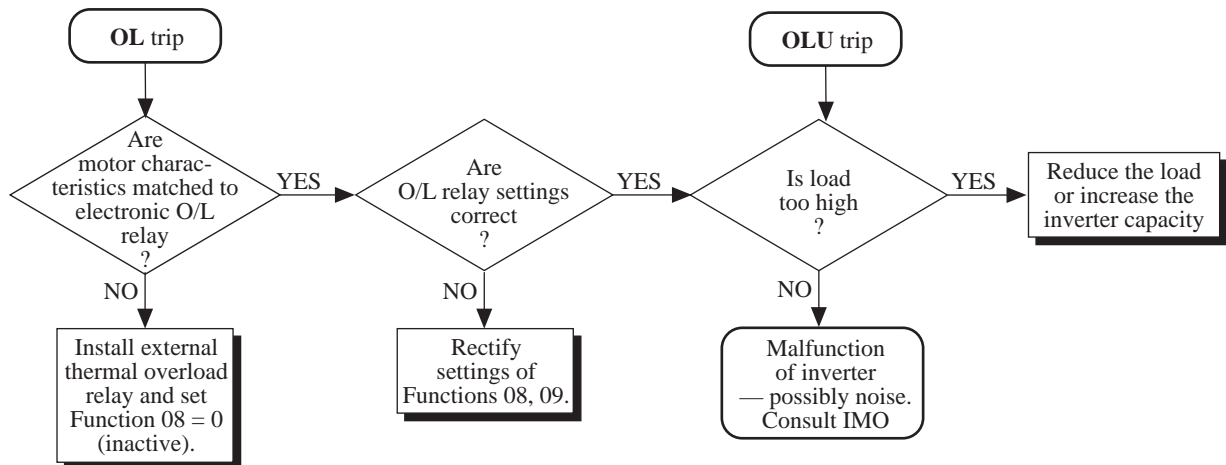 OL trip
Are
motor charac-
teristics matched to
electronic O/L
relay
?
YES
NO
Install external
thermal overload
relay and set
Function 08 = 0
(inactive).
Are
O/L relay settings
correct
?
YES
NO
Rectify
settings of
Functions 08, 09.
OLU trip
Is load
too high
?
YES
NO
Malfunction
of inverter
— possibly noise.
Consult IMO
Reduce the load
or increase the
inverter capacity